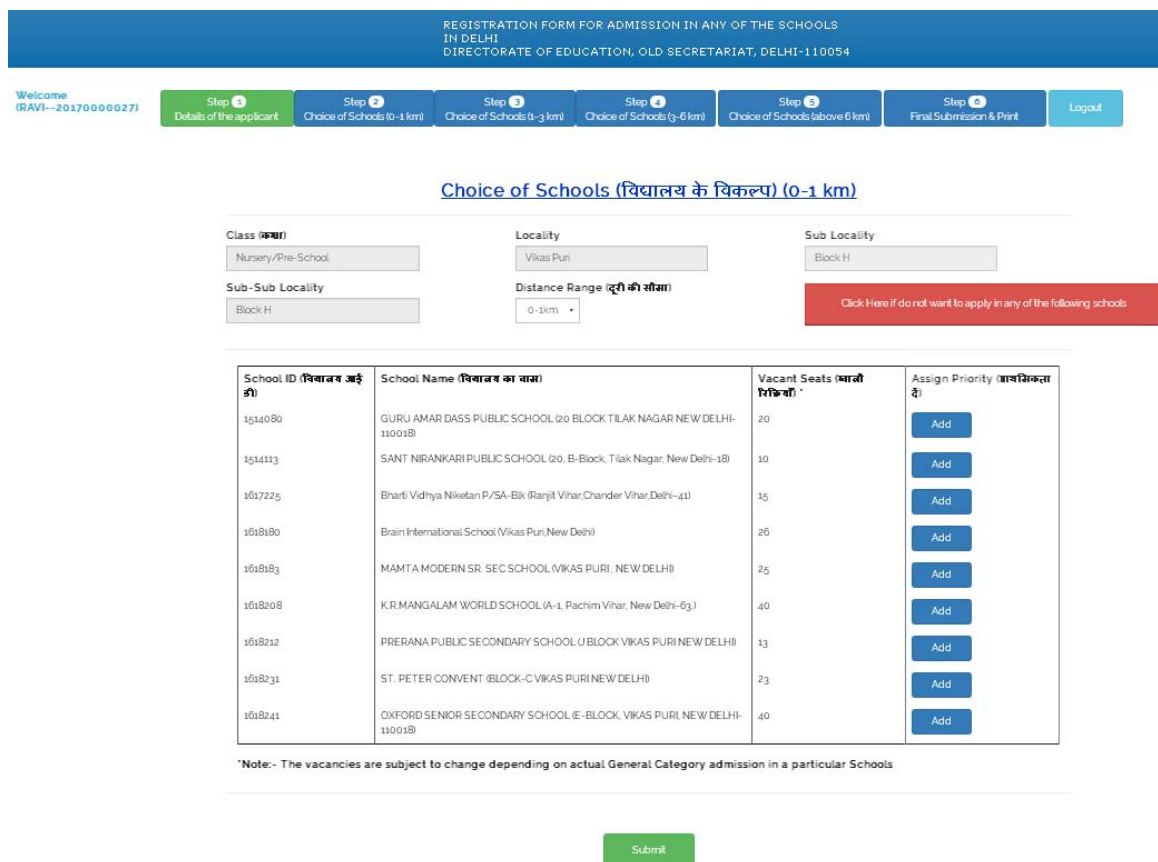 REGISTRATION FORM FOR ADMISSION IN ANY OF THE SCHOOLS
IN DELHI
DIRECTORATE OF EDUCATION, OLD SECRETARIAT, DELHI-110054
Welcome
(RAVI--20170000027)
Step 1
Details of the applicant
Step 2
Choice of Schools (0-1 km)
Step 3
Choice of Schools (1-3 km)
Step 4
Choice of Schools (3-6 km)
Step 5
Choice of Schools (above 6 km)
Step 6
Final Submission & Print
Logout
Choice of Schools (विद्यालय के विकल्प) (0-1 km)
Class (कक्षा)
Locality
Sub Locality
Nursery/Pre-School
Vikas Puri
Block H
Sub-Sub Locality
Distance Range (दूरी की सीमा)
Block H
0-1km
Click Here if do not want to apply in any of the following schools
School ID (विद्यालय आई
डी)
School Name (विद्यालय का नाम)
Vacant Seats (खाली
रिक्तियाँ) *
Assign Priority (प्राथमिकता
दें)
1514080
GURU AMAR DASS PUBLIC SCHOOL (20 BLOCK TILAK NAGAR NEW DELHI-
110018)
20
Add
1514113
SANT NIRANKARI PUBLIC SCHOOL (20, B-Block, Tilak Nagar, New Delhi-18)
10
Add
1617225
Bharti Vidhya Niketan P/SA-Blk (Ranjit Vihar,Chander Vihar,Delhi-41)
15
Add
1618180
Brain International School (Vikas Puri,New Delhi)
26
Add
1618183
MAMTA MODERN SR. SEC SCHOOL (VIKAS PURI , NEW DELHI)
25
Add
1618208
K.R.MANGALAM WORLD SCHOOL (A-1, Pachim Vihar, New Delhi-63.)
40
Add
1618212
PRERANA PUBLIC SECONDARY SCHOOL (J BLOCK VIKAS PURI NEW DELHI)
13
Add
1618231
ST. PETER CONVENT (BLOCK-C VIKAS PURI NEW DELHI)
23
Add
1618241
OXFORD SENIOR SECONDARY SCHOOL (E-BLOCK, VIKAS PURI, NEW DELHI-
110018)
40
Add
*Note:- The vacancies are subject to change depending on actual General Category admission in a particular Schools
Submit